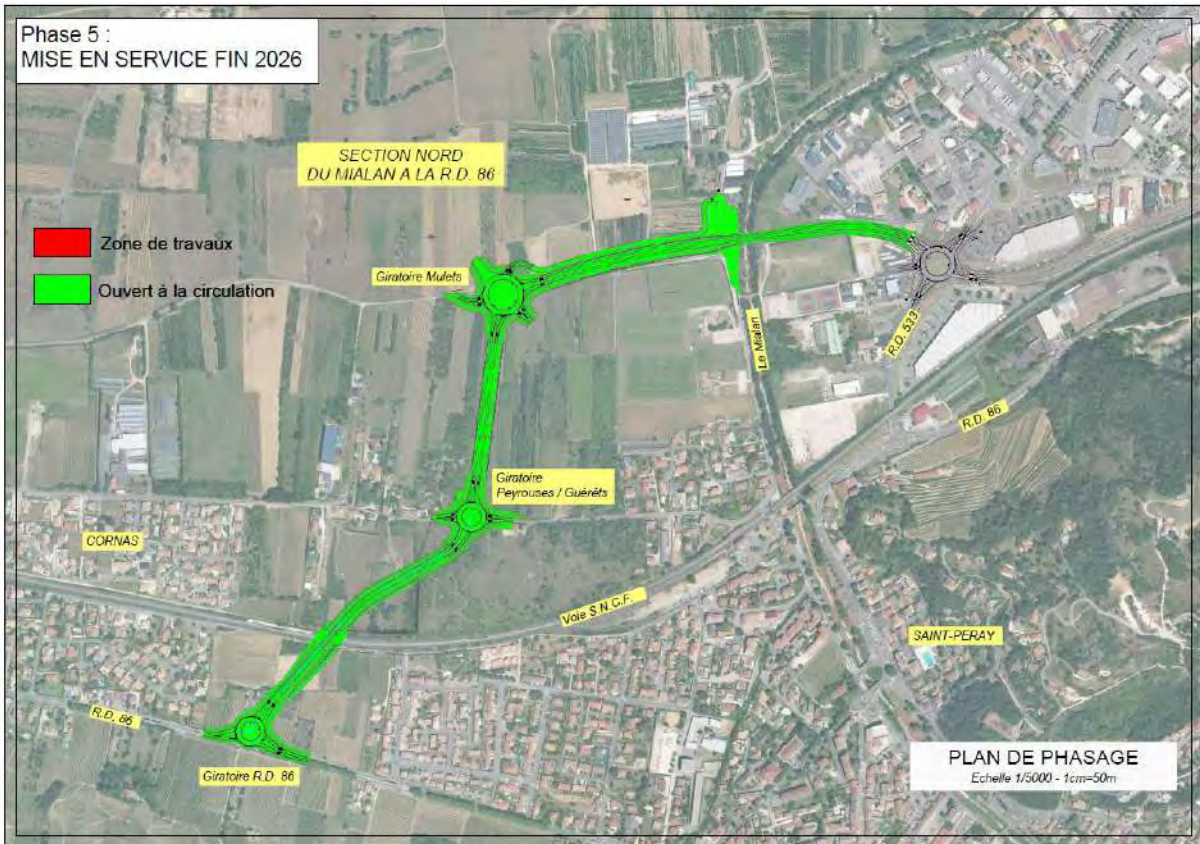 Phase 5 :
MISE EN SERVICE FIN 2026
SECTION NORD
DU MIALAN A LA R.D. 86
Zone de travaux
Ouvert à la circulation
Giratoire Mulets
Le Mialan
R.D. 533
R.D. 86
Giratoire
Peyrouses / Guérêts
CORNAS
Voie S.N.C.F.
SAINT-PERAY
R.D. 86
Giratoire R.D. 86
PLAN DE PHASAGE
Echelle 1/5000 - 1cm=50m